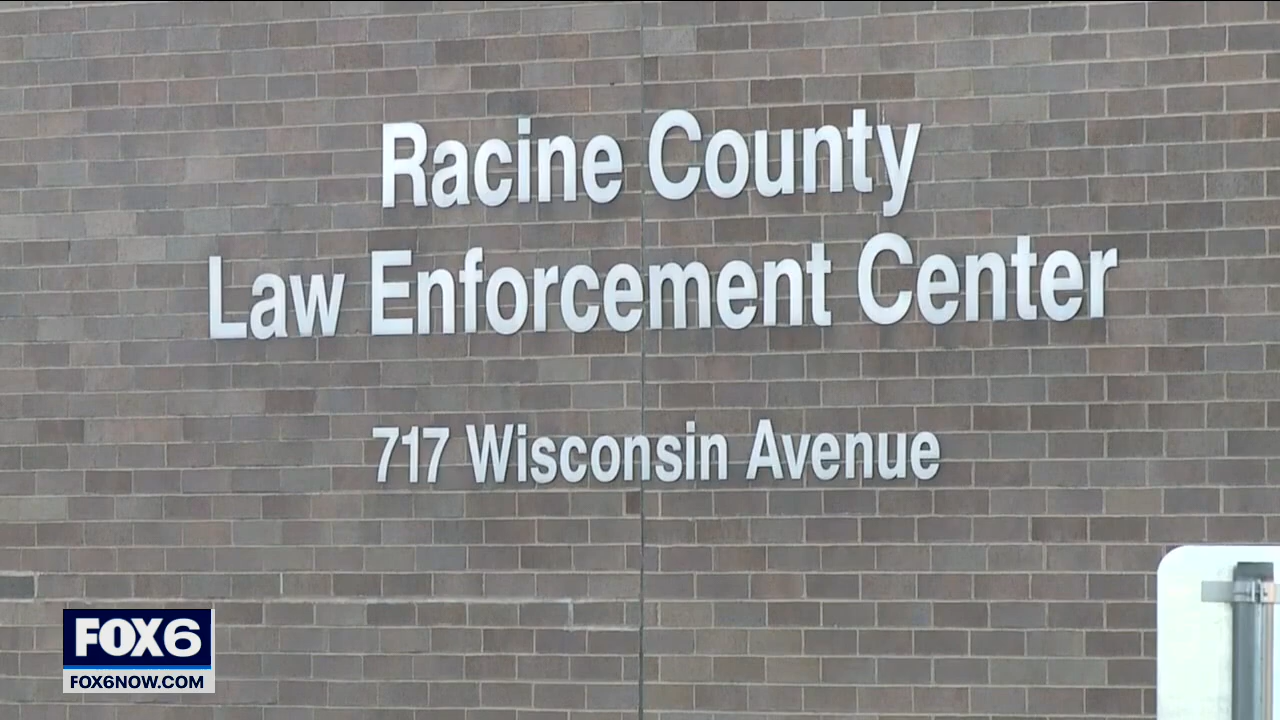 Racine County
Law Enforcement Center
717 Wisconsin Avenue
FOX6
FOX6NOW.COM